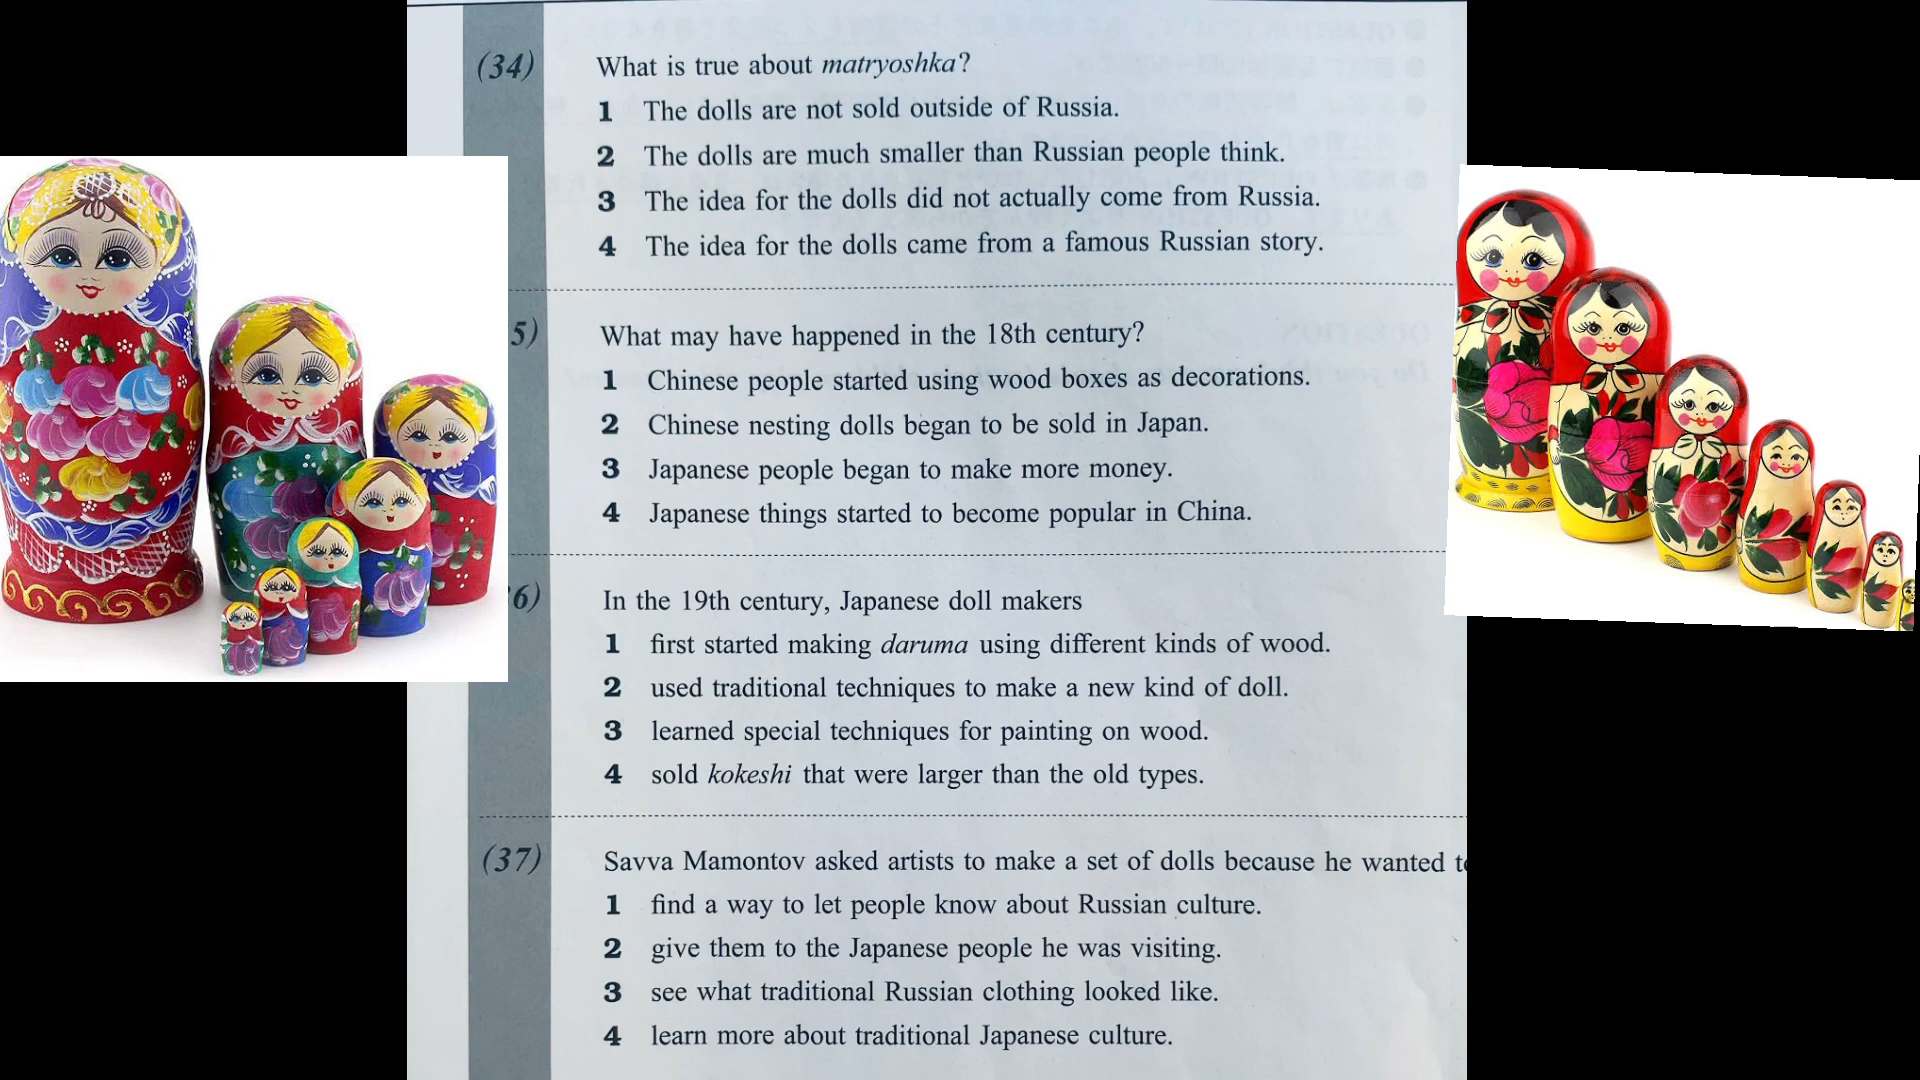 (34) What is true about matryoshka?
1 The dolls are not sold outside of Russia.
2 The dolls are much smaller than Russian people think.
3 The idea for the dolls did not actually come from Russia.
4 The idea for the dolls came from a famous Russian story.
5) What may have happened in the 18th century?
1 Chinese people started using wood boxes as decorations.
2 Chinese nesting dolls began to be sold in Japan.
3 Japanese people began to make more money.
4 Japanese things started to become popular in China.
6) In the 19th century, Japanese doll makers
1 first started making daruma using different kinds of wood.
2 used traditional techniques to make a new kind of doll.
3 learned special techniques for painting on wood.
4 sold kokeshi that were larger than the old types.
(37) Savva Mamontov asked artists to make a set of dolls because he wanted
1 find a way to let people know about Russian culture.
2 give them to the Japanese people he was visiting.
3 see what traditional Russian clothing looked like.
4 learn more about traditional Japanese culture.